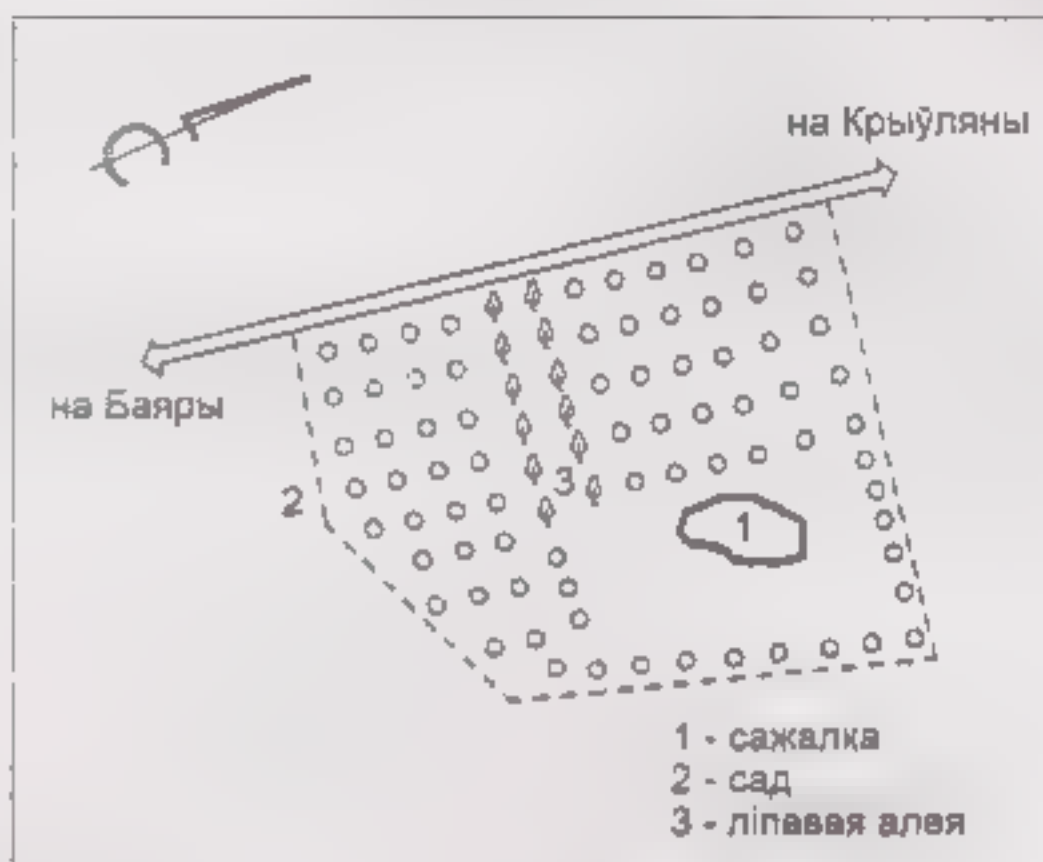 на Крыўляны
на Баяры
2
3
1
1 - сажалка
2 - сад
3 - ліпавая алея